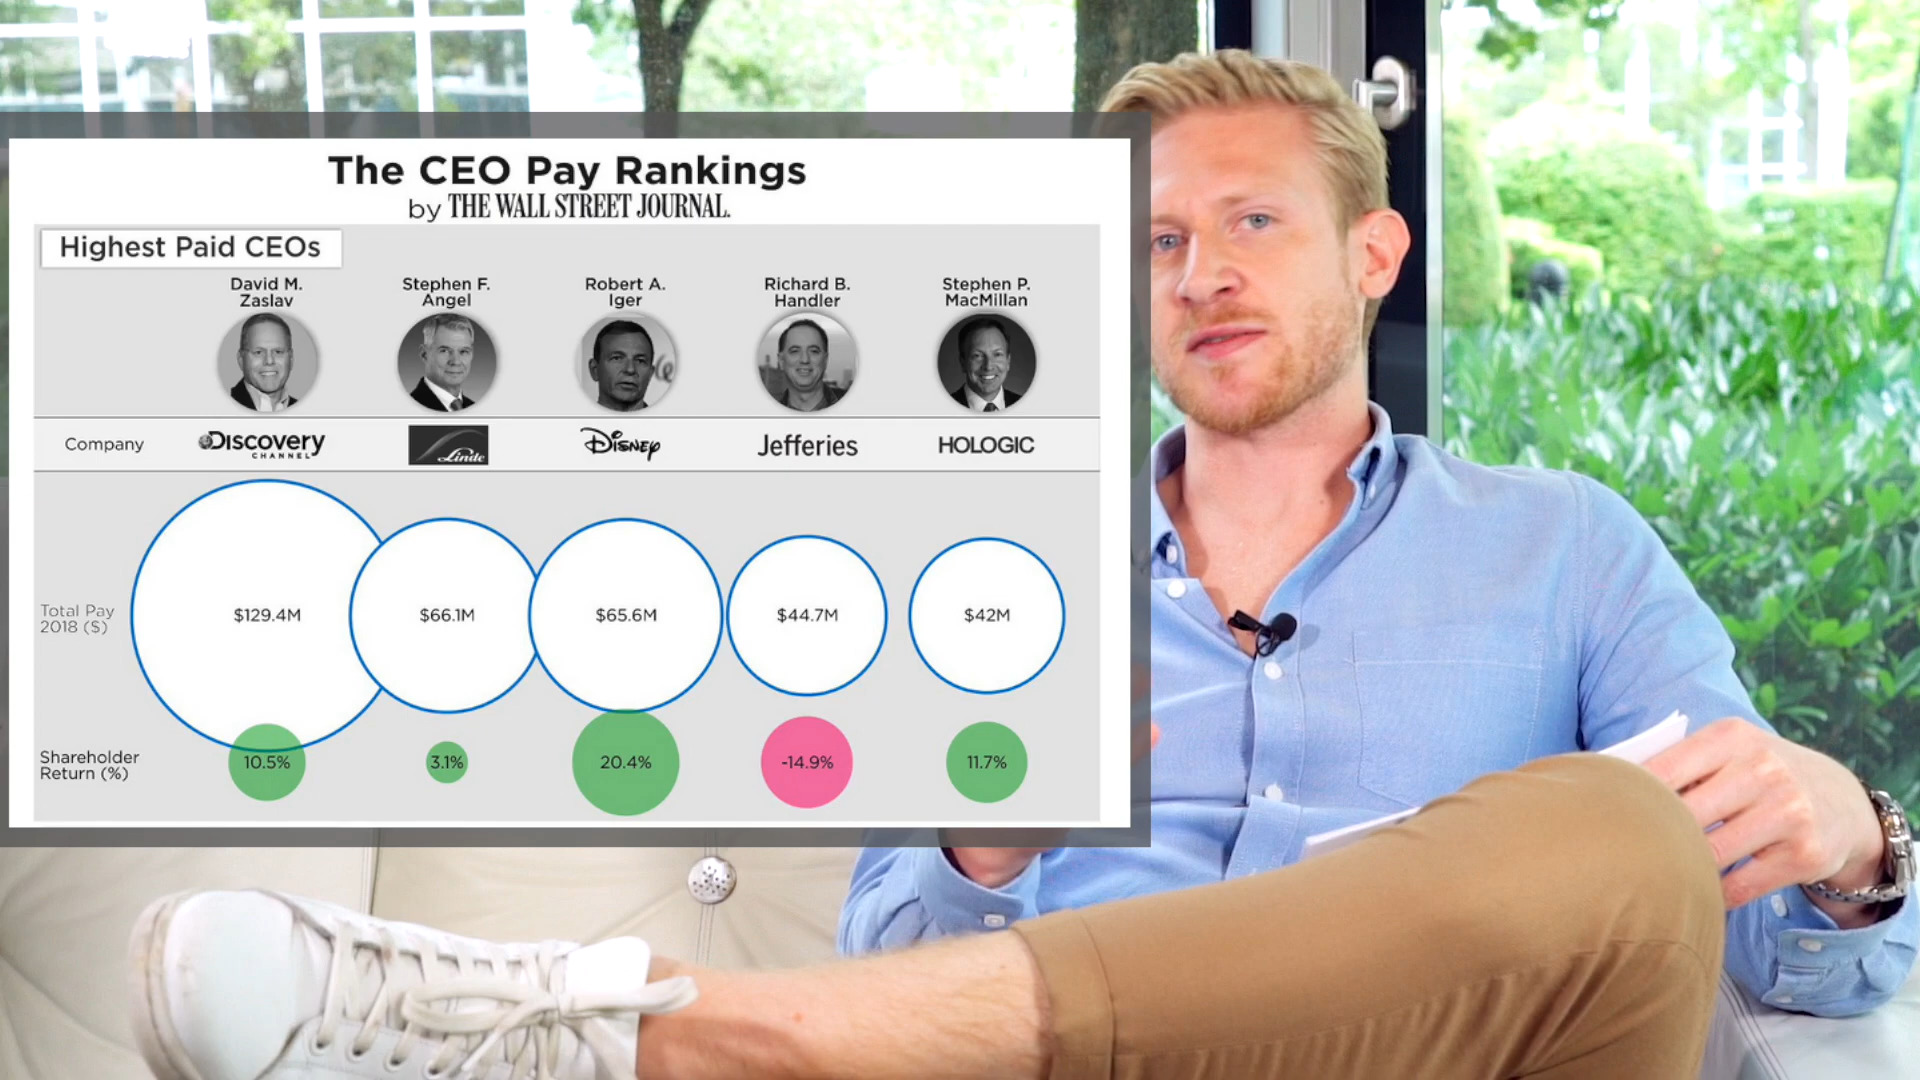 The CEO Pay Rankings
by THE WALL STREET JOURNAL.
Highest Paid CEOs
David M. Zaslav
Stephen F. Angel
Robert A. Iger
Richard B. Handler
Stephen P. MacMillan
Company
Discovery CHANNEL
Linde
Disney
Jefferies
HOLOGIC
Total Pay 2018 ($)
$129.4M
$66.1M
$65.6M
$44.7M
$42M
Shareholder Return (%)
10.5%
3.1%
20.4%
-14.9%
11.7%